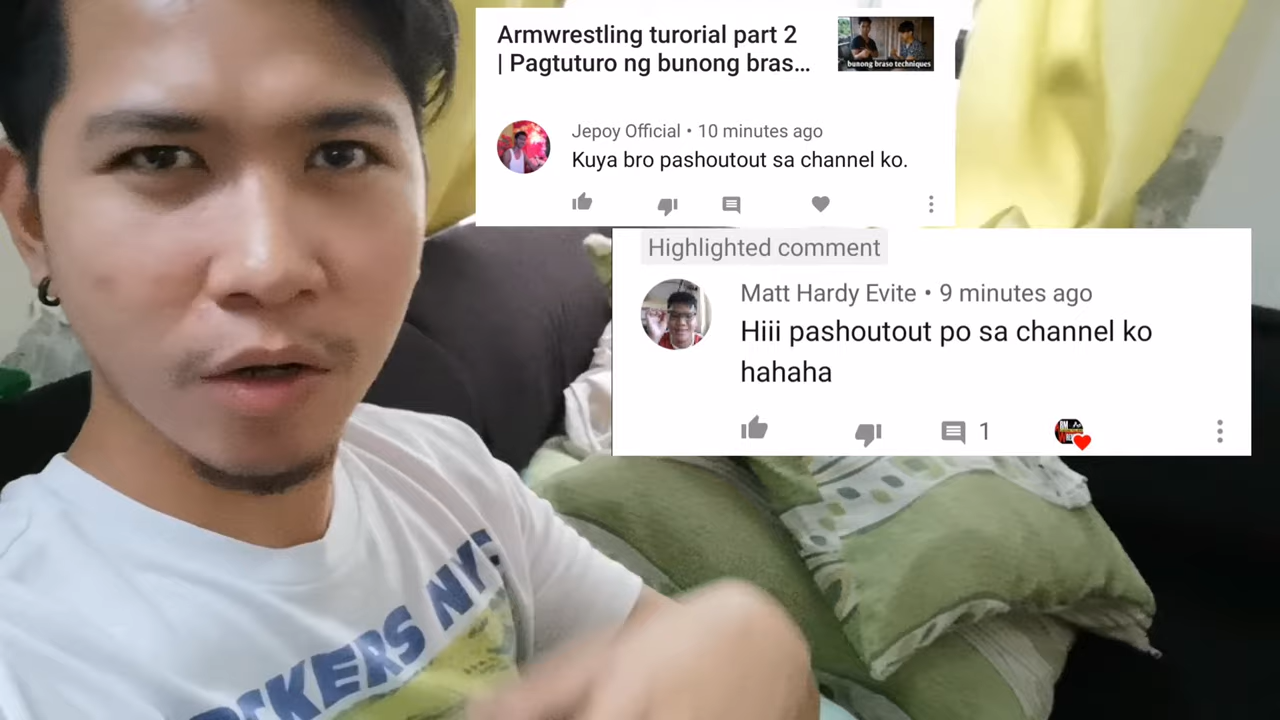 Armwrestling turorial part 2
| Pagtuturo ng bunong bras...
bunong braso techniques
Jepoy Official • 10 minutes ago
Kuya bro pashoutout sa channel ko.
Highlighted comment
Matt Hardy Evite • 9 minutes ago
Hiii pashoutout po sa channel ko
hahaha
1
NYC